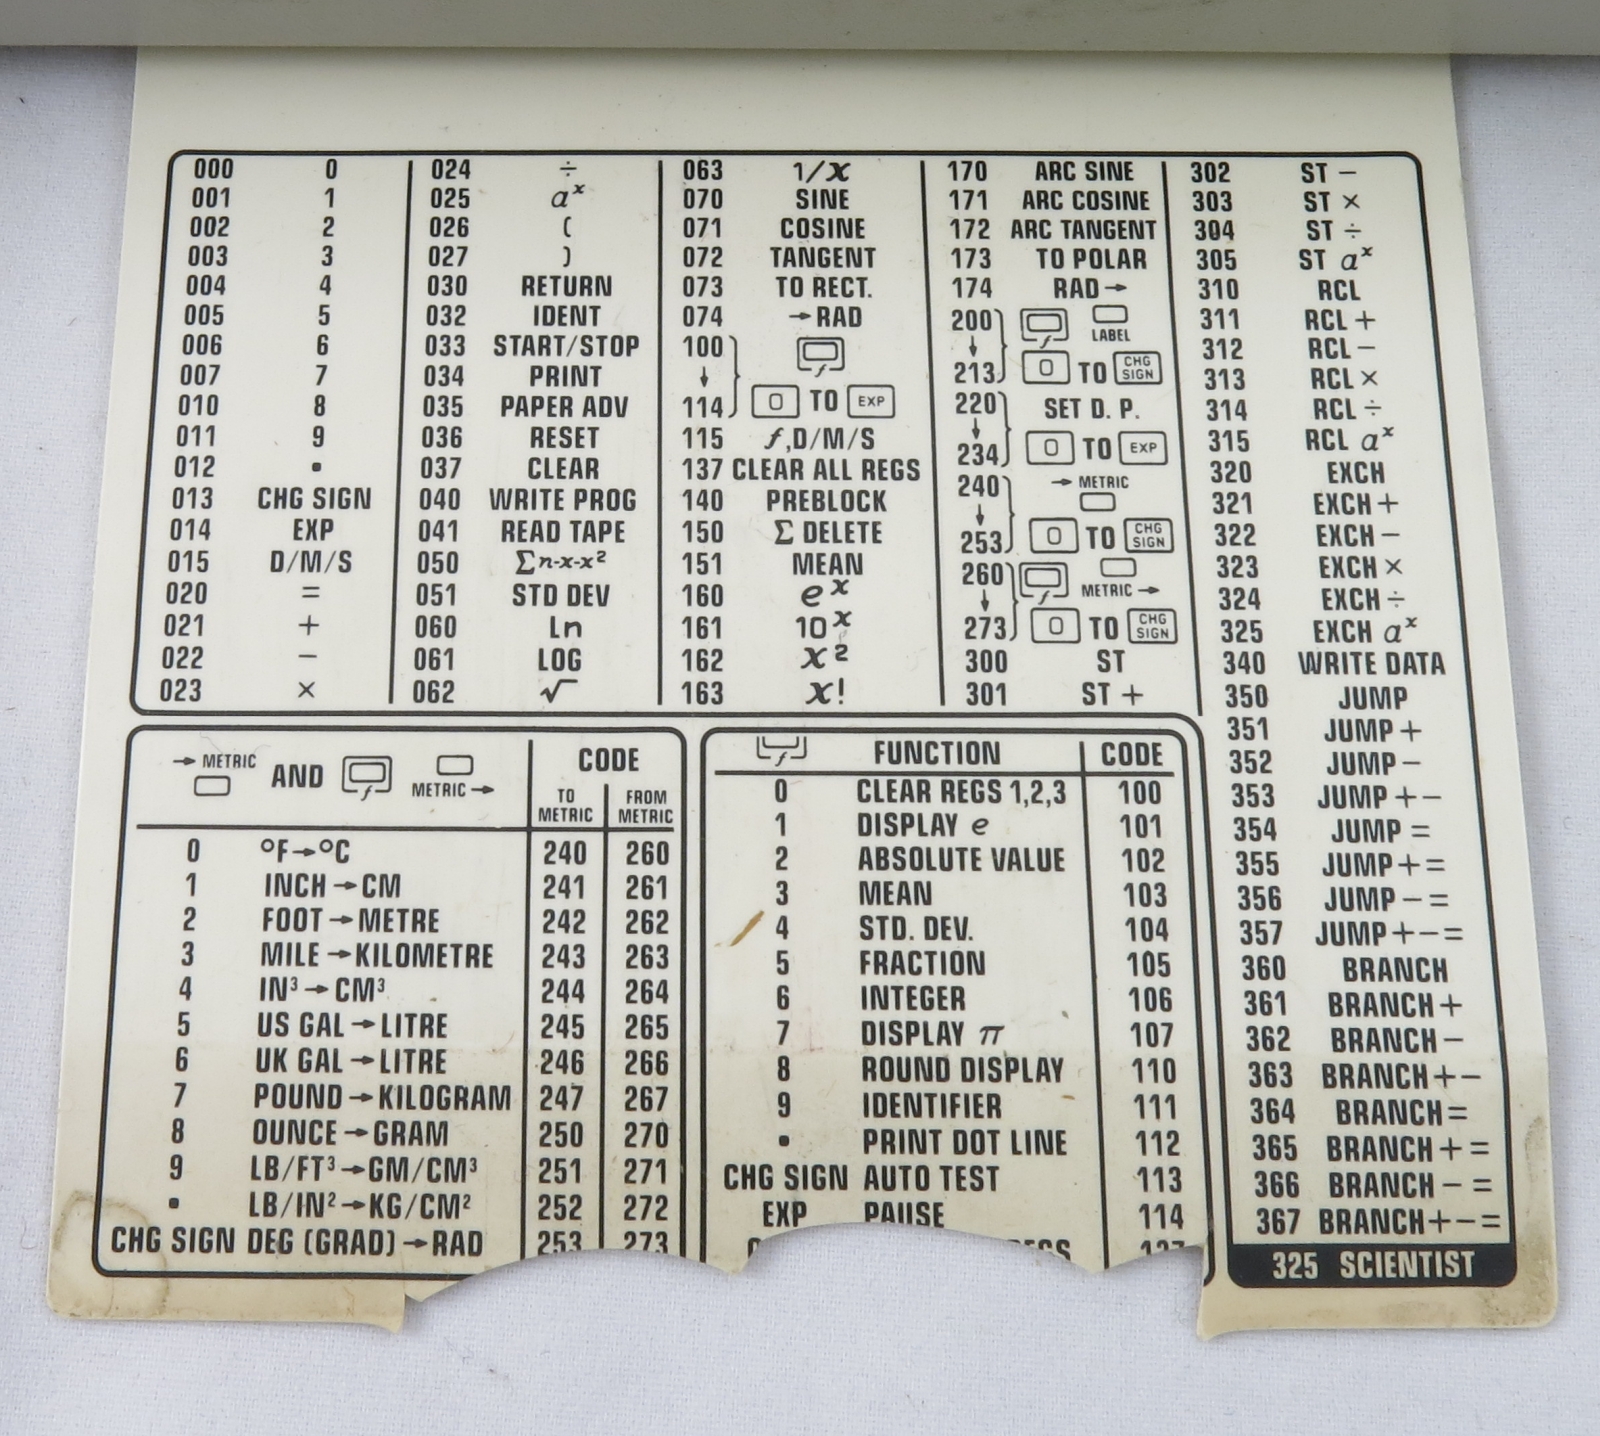 000 0
001 1
002 2
003 3
004 4
005 5
006 6
007 7
010 8
011 9
012 •
013 CHG SIGN
014 EXP
015 D/M/S
020 =
021 +
022 −
023 ×
024 ÷
025 aˣ
026 (
027 )
030 RETURN
032 IDENT
033 START/STOP
034 PRINT
035 PAPER ADV
036 RESET
037 CLEAR
040 WRITE PROG
041 READ TAPE
050 Σn-x-x²
051 STD DEV
060 Ln
061 LOG
062 √
063 1/x
070 SINE
071 COSINE
072 TANGENT
073 TO RECT.
074 → RAD
100 f
↓
114 0 TO EXP
115 f,D/M/S
137 CLEAR ALL REGS
140 PREBLOCK
150 Σ DELETE
151 MEAN
160 eˣ
161 10ˣ
162 x²
163 x!
170 ARC SINE
171 ARC COSINE
172 ARC TANGENT
173 TO POLAR
174 RAD →
200 f LABEL
↓
213 0 TO CHG SIGN
220 SET D. P.
↓
234 0 TO EXP
240 → METRIC
↓
253 0 TO CHG SIGN
260 f METRIC →
↓
273 0 TO CHG SIGN
300 ST
301 ST +
302 ST −
303 ST ×
304 ST ÷
305 ST aˣ
310 RCL
311 RCL +
312 RCL −
313 RCL ×
314 RCL ÷
315 RCL aˣ
320 EXCH
321 EXCH +
322 EXCH −
323 EXCH ×
324 EXCH ÷
325 EXCH aˣ
340 WRITE DATA
350 JUMP
351 JUMP +
352 JUMP −
353 JUMP + −
354 JUMP =
355 JUMP + =
356 JUMP − =
357 JUMP + − =
360 BRANCH
361 BRANCH +
362 BRANCH −
363 BRANCH + −
364 BRANCH =
365 BRANCH + =
366 BRANCH − =
367 BRANCH + − =
325 SCIENTIST
→ METRIC AND f METRIC → CODE
TO METRIC FROM METRIC
0 °F → °C 240 260
1 INCH → CM 241 261
2 FOOT → METRE 242 262
3 MILE → KILOMETRE 243 263
4 IN³ → CM³ 244 264
5 US GAL → LITRE 245 265
6 UK GAL → LITRE 246 266
7 POUND → KILOGRAM 247 267
8 OUNCE → GRAM 250 270
9 LB/FT³ → GM/CM³ 251 271
• LB/IN² → KG/CM² 252 272
CHG SIGN DEG (GRAD) → RAD 253 273
f FUNCTION CODE
0 CLEAR REGS 1,2,3 100
1 DISPLAY e 101
2 ABSOLUTE VALUE 102
3 MEAN 103
4 STD. DEV. 104
5 FRACTION 105
6 INTEGER 106
7 DISPLAY π 107
8 ROUND DISPLAY 110
9 IDENTIFIER 111
• PRINT DOT LINE 112
CHG SIGN AUTO TEST 113
EXP PAUSE 114